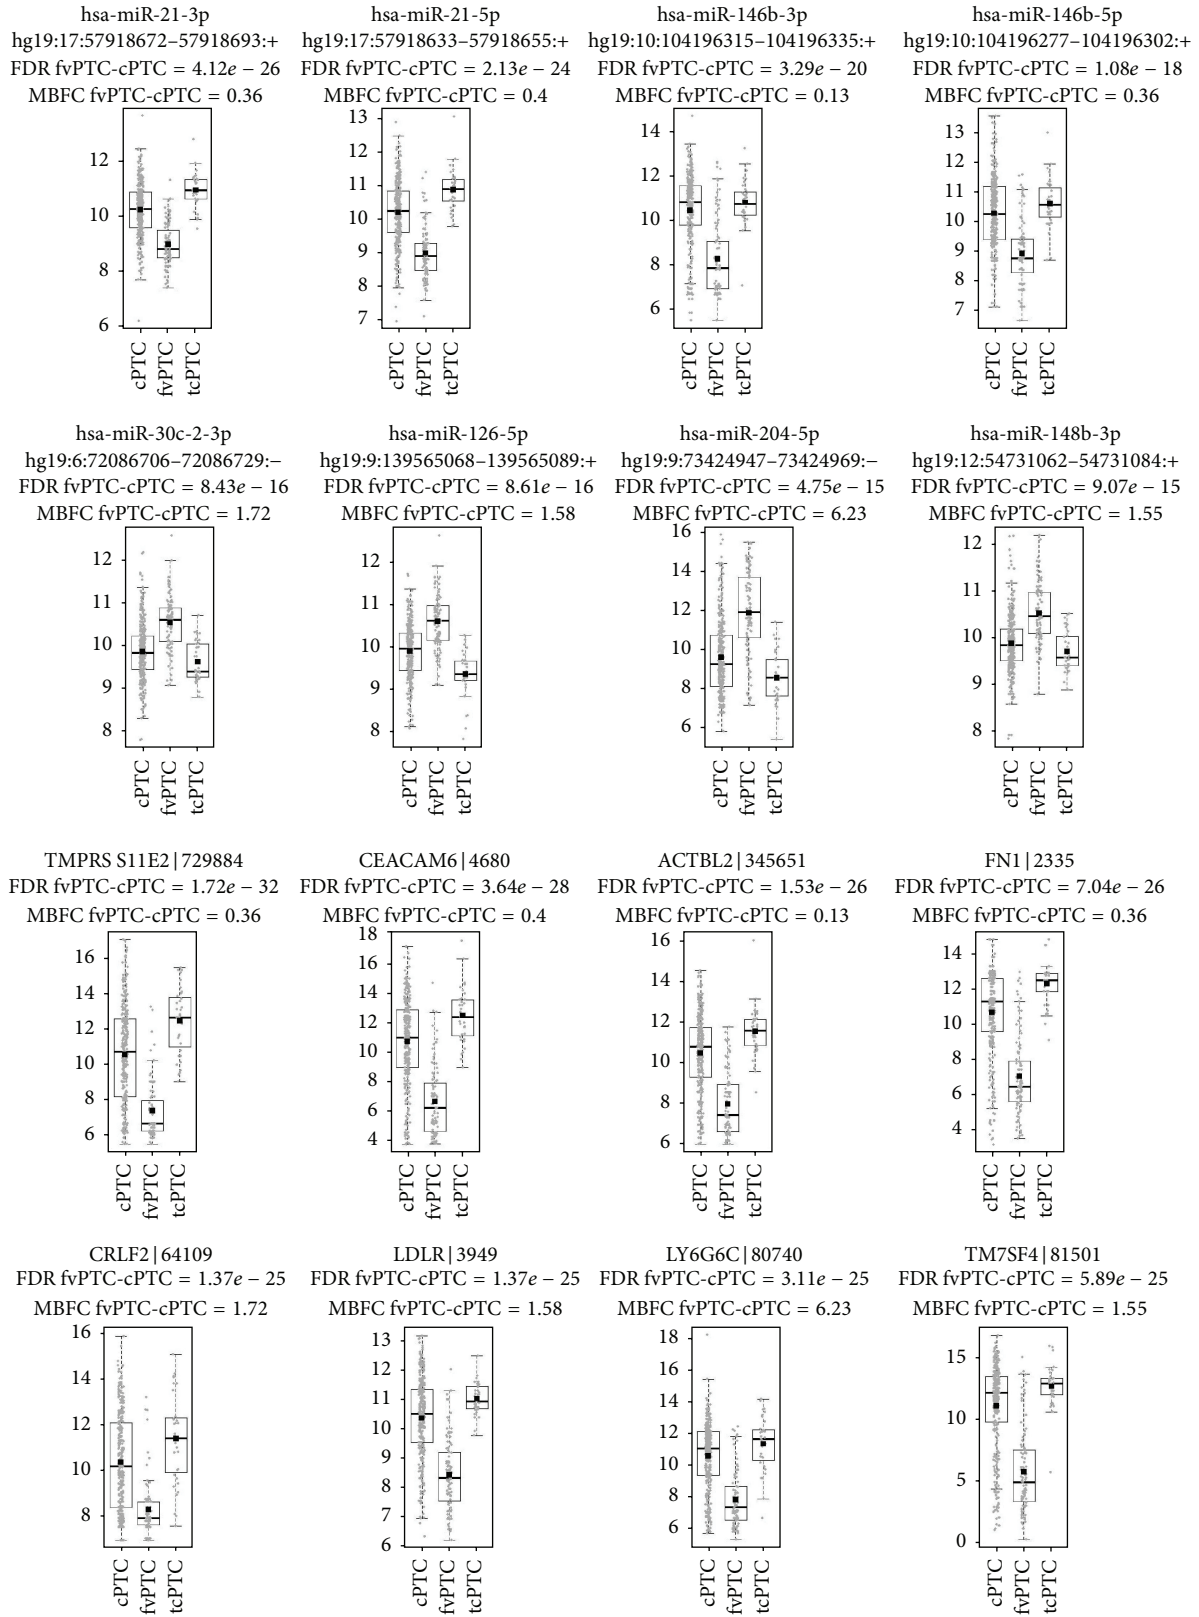 hsa-miR-21-3p
hg19:17:57918672–57918693:+
FDR fvPTC-cPTC = 4.12e − 26
MBFC fvPTC-cPTC = 0.36
12
10
8
6
cPTC
fvPTC
tcPTC
hsa-miR-21-5p
hg19:17:57918633–57918655:+
FDR fvPTC-cPTC = 2.13e − 24
MBFC fvPTC-cPTC = 0.4
13
12
11
10
9
8
7
cPTC
fvPTC
tcPTC
hsa-miR-146b-3p
hg19:10:104196315–104196335:+
FDR fvPTC-cPTC = 3.29e − 20
MBFC fvPTC-cPTC = 0.13
14
12
10
8
6
cPTC
fvPTC
tcPTC
hsa-miR-146b-5p
hg19:10:104196277–104196302:+
FDR fvPTC-cPTC = 1.08e − 18
MBFC fvPTC-cPTC = 0.36
13
12
11
10
9
8
7
cPTC
fvPTC
tcPTC
hsa-miR-30c-2-3p
hg19:6:72086706–72086729:−
FDR fvPTC-cPTC = 8.43e − 16
MBFC fvPTC-cPTC = 1.72
12
11
10
9
8
cPTC
fvPTC
tcPTC
hsa-miR-126-5p
hg19:9:139565068–139565089:+
FDR fvPTC-cPTC = 8.61e − 16
MBFC fvPTC-cPTC = 1.58
12
11
10
9
8
cPTC
fvPTC
tcPTC
hsa-miR-204-5p
hg19:9:73424947–73424969:−
FDR fvPTC-cPTC = 4.75e − 15
MBFC fvPTC-cPTC = 6.23
16
14
12
10
8
6
cPTC
fvPTC
tcPTC
hsa-miR-148b-3p
hg19:12:54731062–54731084:+
FDR fvPTC-cPTC = 9.07e − 15
MBFC fvPTC-cPTC = 1.55
12
11
10
9
8
cPTC
fvPTC
tcPTC
TMPRS S11E2|729884
FDR fvPTC-cPTC = 1.72e − 32
MBFC fvPTC-cPTC = 0.36
16
14
12
10
8
6
cPTC
fvPTC
tcPTC
CEACAM6|4680
FDR fvPTC-cPTC = 3.64e − 28
MBFC fvPTC-cPTC = 0.4
18
16
14
12
10
8
6
4
cPTC
fvPTC
tcPTC
ACTBL2|345651
FDR fvPTC-cPTC = 1.53e − 26
MBFC fvPTC-cPTC = 0.13
16
14
12
10
8
6
cPTC
fvPTC
tcPTC
FN1|2335
FDR fvPTC-cPTC = 7.04e − 26
MBFC fvPTC-cPTC = 0.36
14
12
10
8
6
4
cPTC
fvPTC
tcPTC
CRLF2|64109
FDR fvPTC-cPTC = 1.37e − 25
MBFC fvPTC-cPTC = 1.72
16
14
12
10
8
cPTC
fvPTC
tcPTC
LDLR|3949
FDR fvPTC-cPTC = 1.37e − 25
MBFC fvPTC-cPTC = 1.58
13
12
11
10
9
8
7
6
cPTC
fvPTC
tcPTC
LY6G6C|80740
FDR fvPTC-cPTC = 3.11e − 25
MBFC fvPTC-cPTC = 6.23
18
16
14
12
10
8
6
cPTC
fvPTC
tcPTC
TM7SF4|81501
FDR fvPTC-cPTC = 5.89e − 25
MBFC fvPTC-cPTC = 1.55
15
10
5
0
cPTC
fvPTC
tcPTC